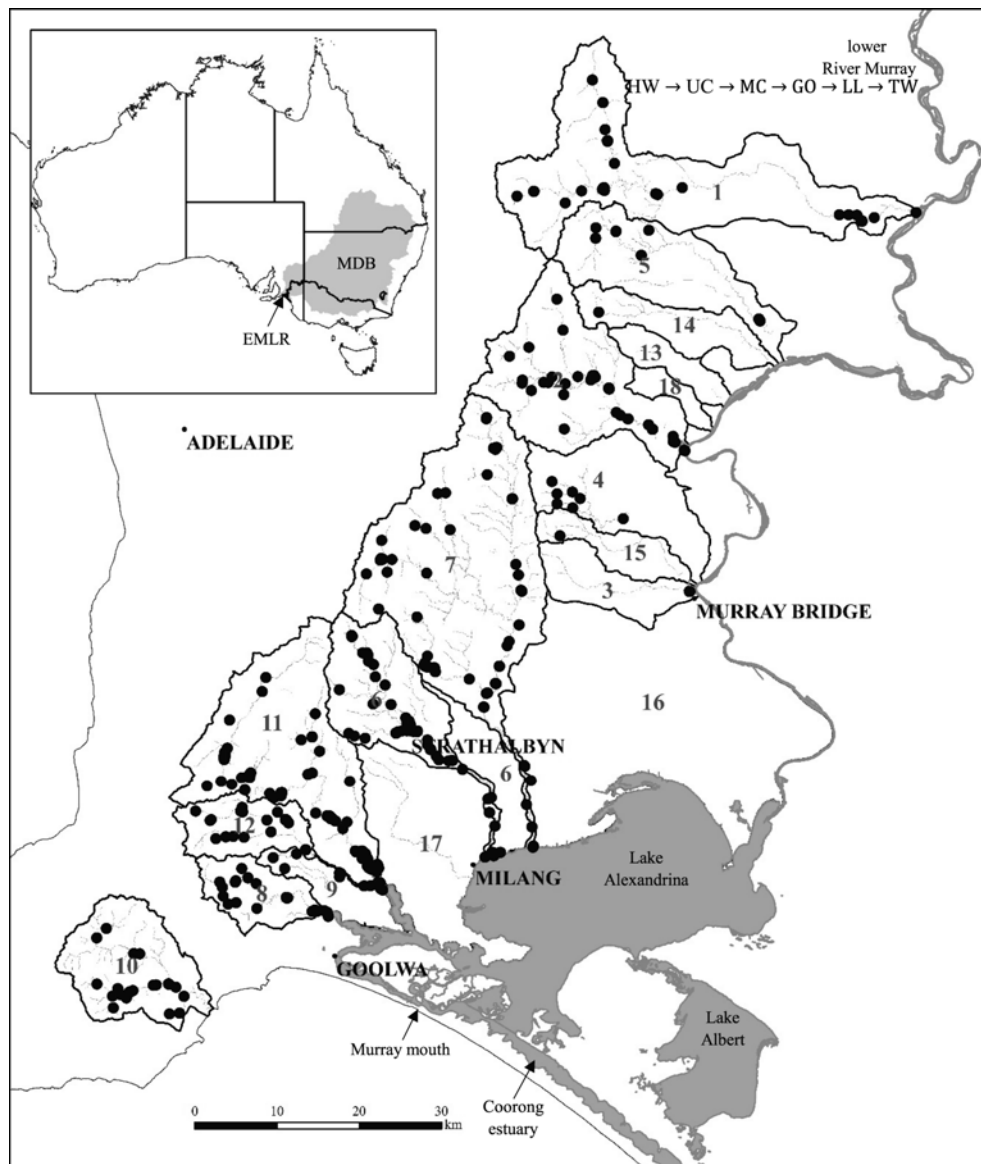 lower
River Murray
HW → UC → MC → GO → LL → TW
1
MDB
EMLR
5
14
13
18
2
ADELAIDE
4
15
7
3
MURRAY BRIDGE
16
11
6
STRATHALBYN
6
12
17
Lake
Alexandrina
MILANG
8
9
10
GOOLWA
Lake
Albert
Murray mouth
Coorong
estuary
0 10 20 30
km